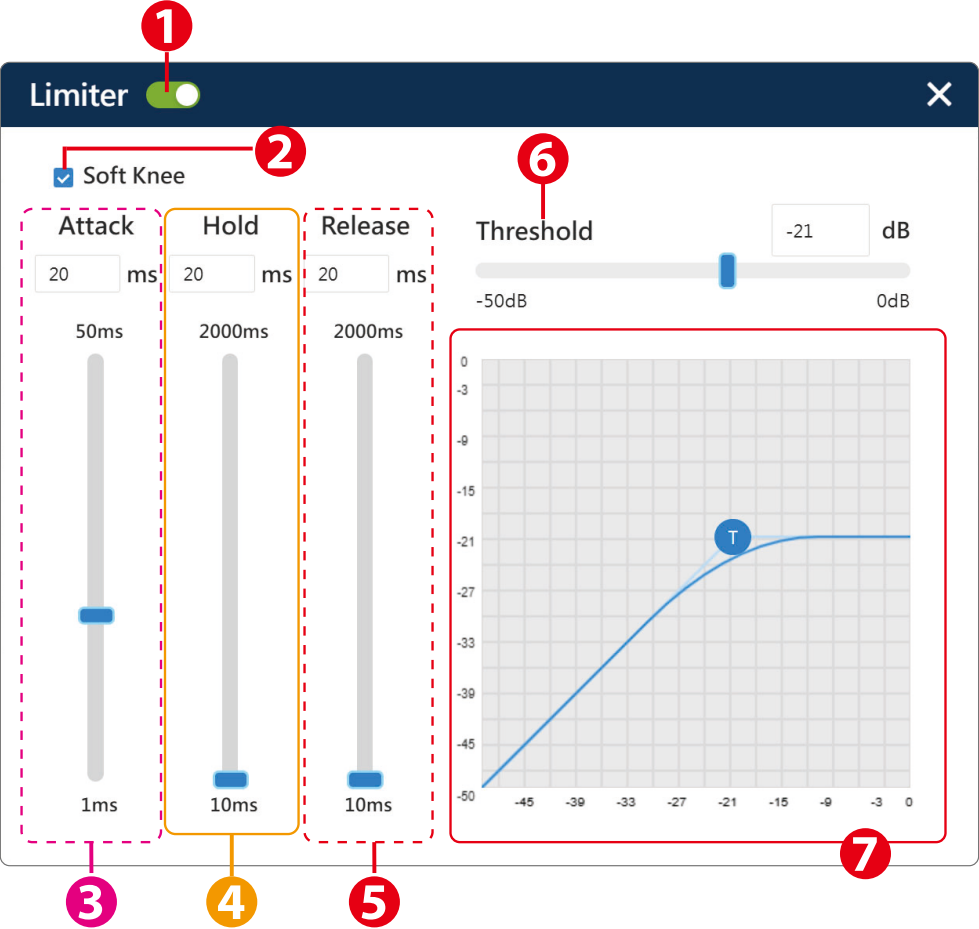 1
Limiter
2
Soft Knee
Attack
20 ms
50ms
1ms
3
Hold
20 ms
2000ms
10ms
4
Release
20 ms
2000ms
10ms
5
6
Threshold -21 dB
-50dB 0dB
0
-3
-9
-15
-21
-27
-33
-39
-45
-50
T
-45 -39 -33 -27 -21 -15 -9 -3 0
7